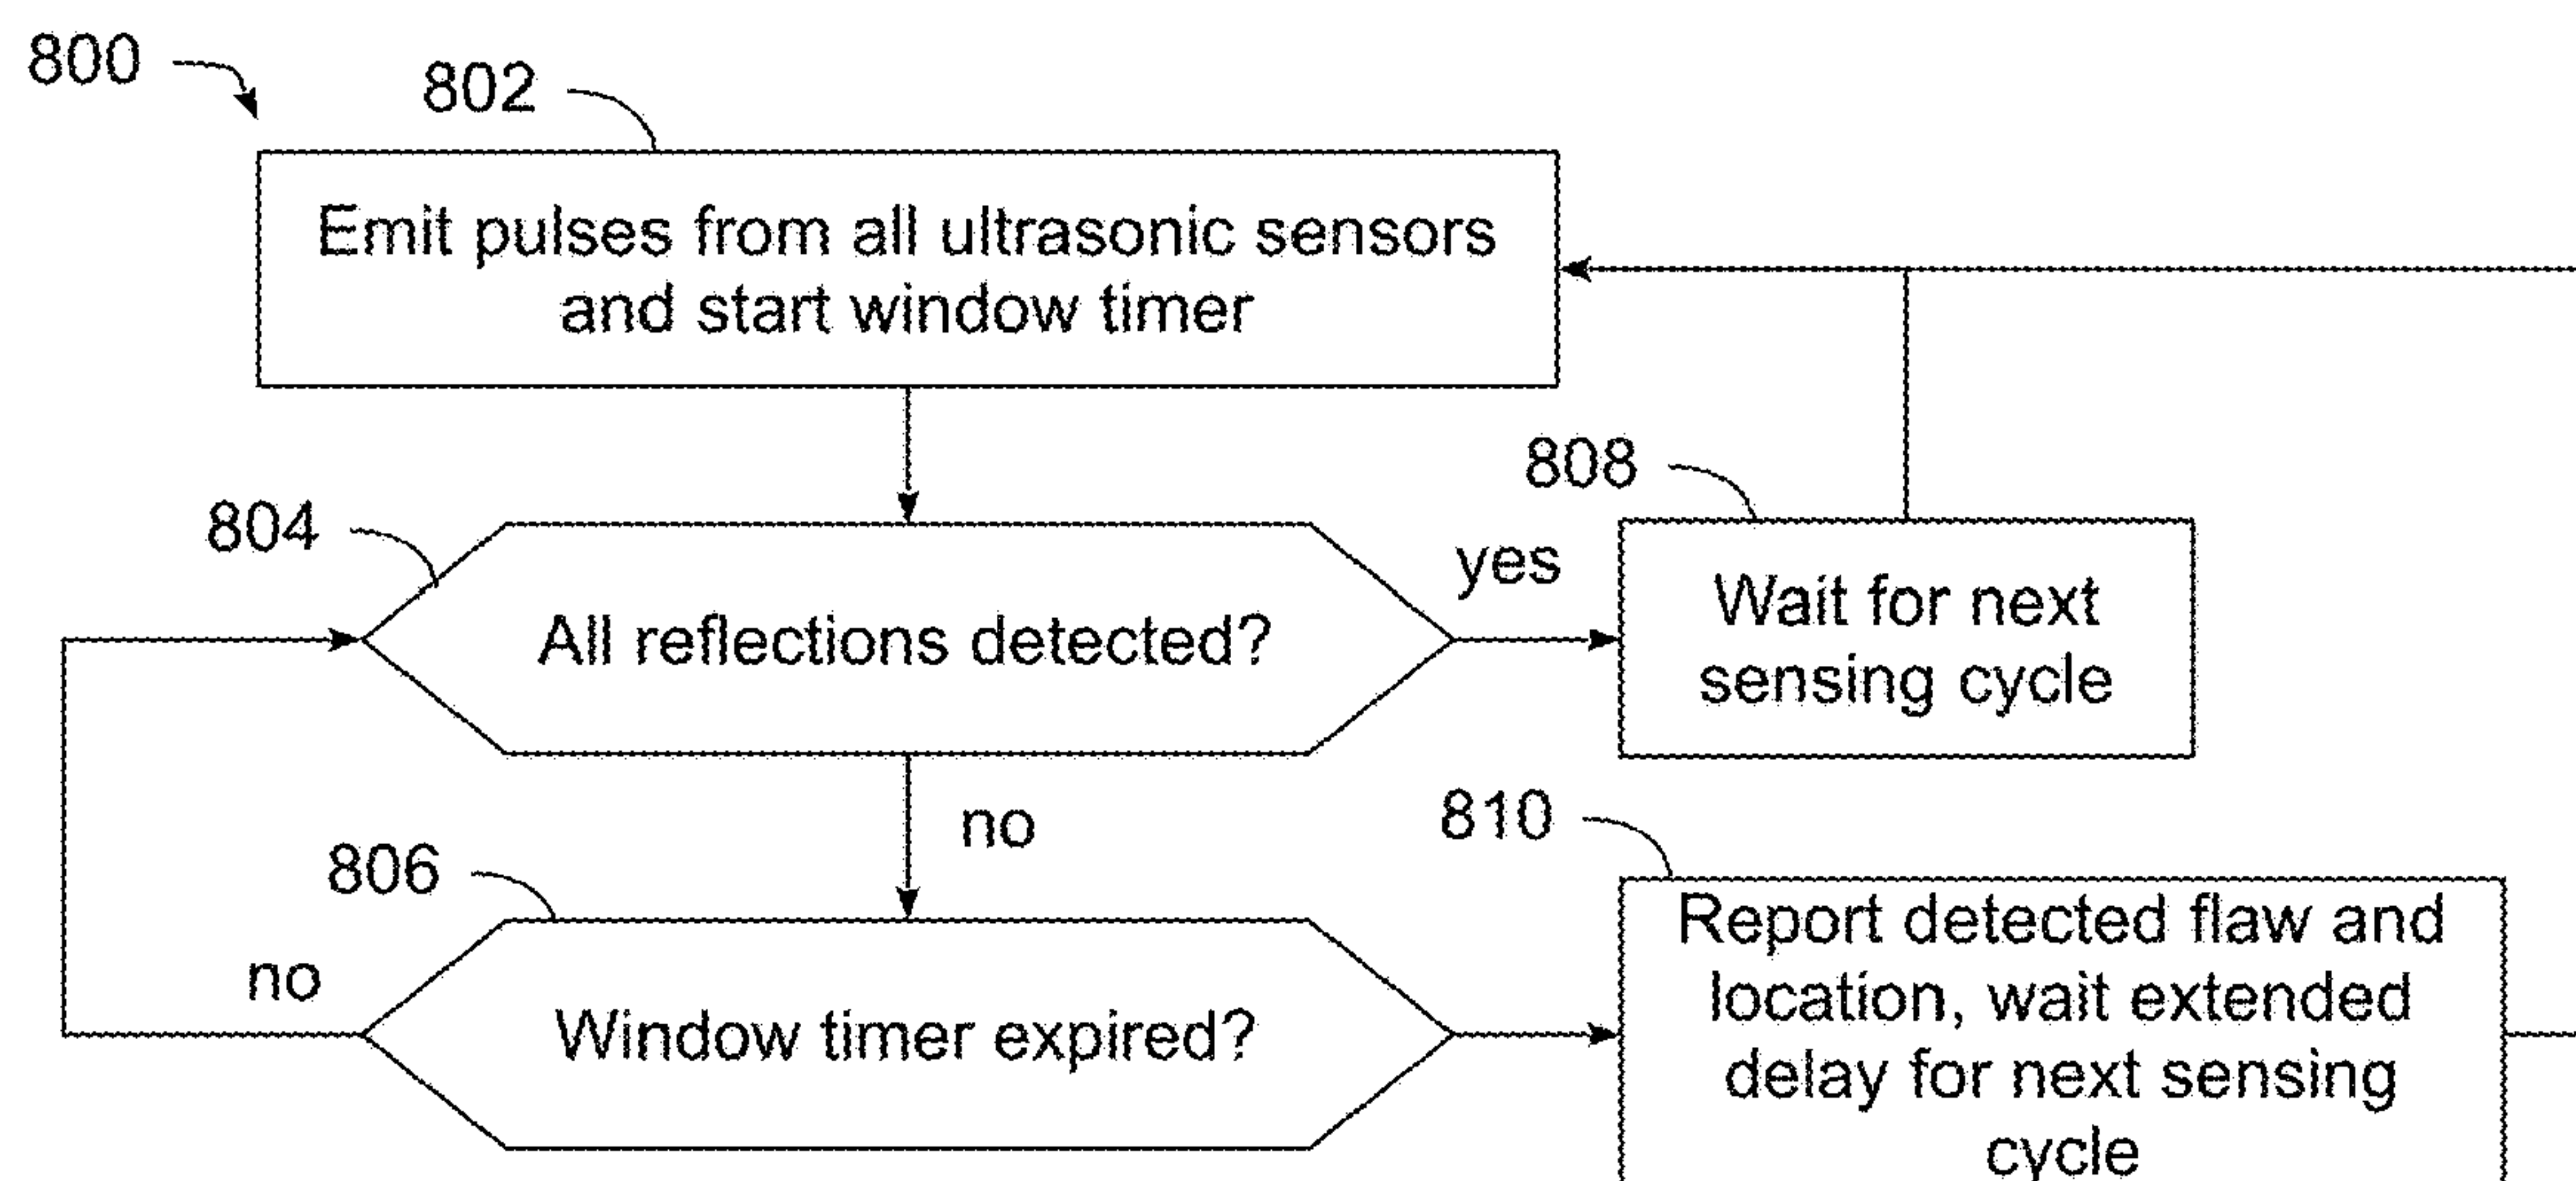 800
802
Emit pulses from all ultrasonic sensors
and start window timer
804
All reflections detected?
yes
808
Wait for next
sensing cycle
no
806
Window timer expired?
no
810
Report detected flaw and
location, wait extended
delay for next sensing
cycle